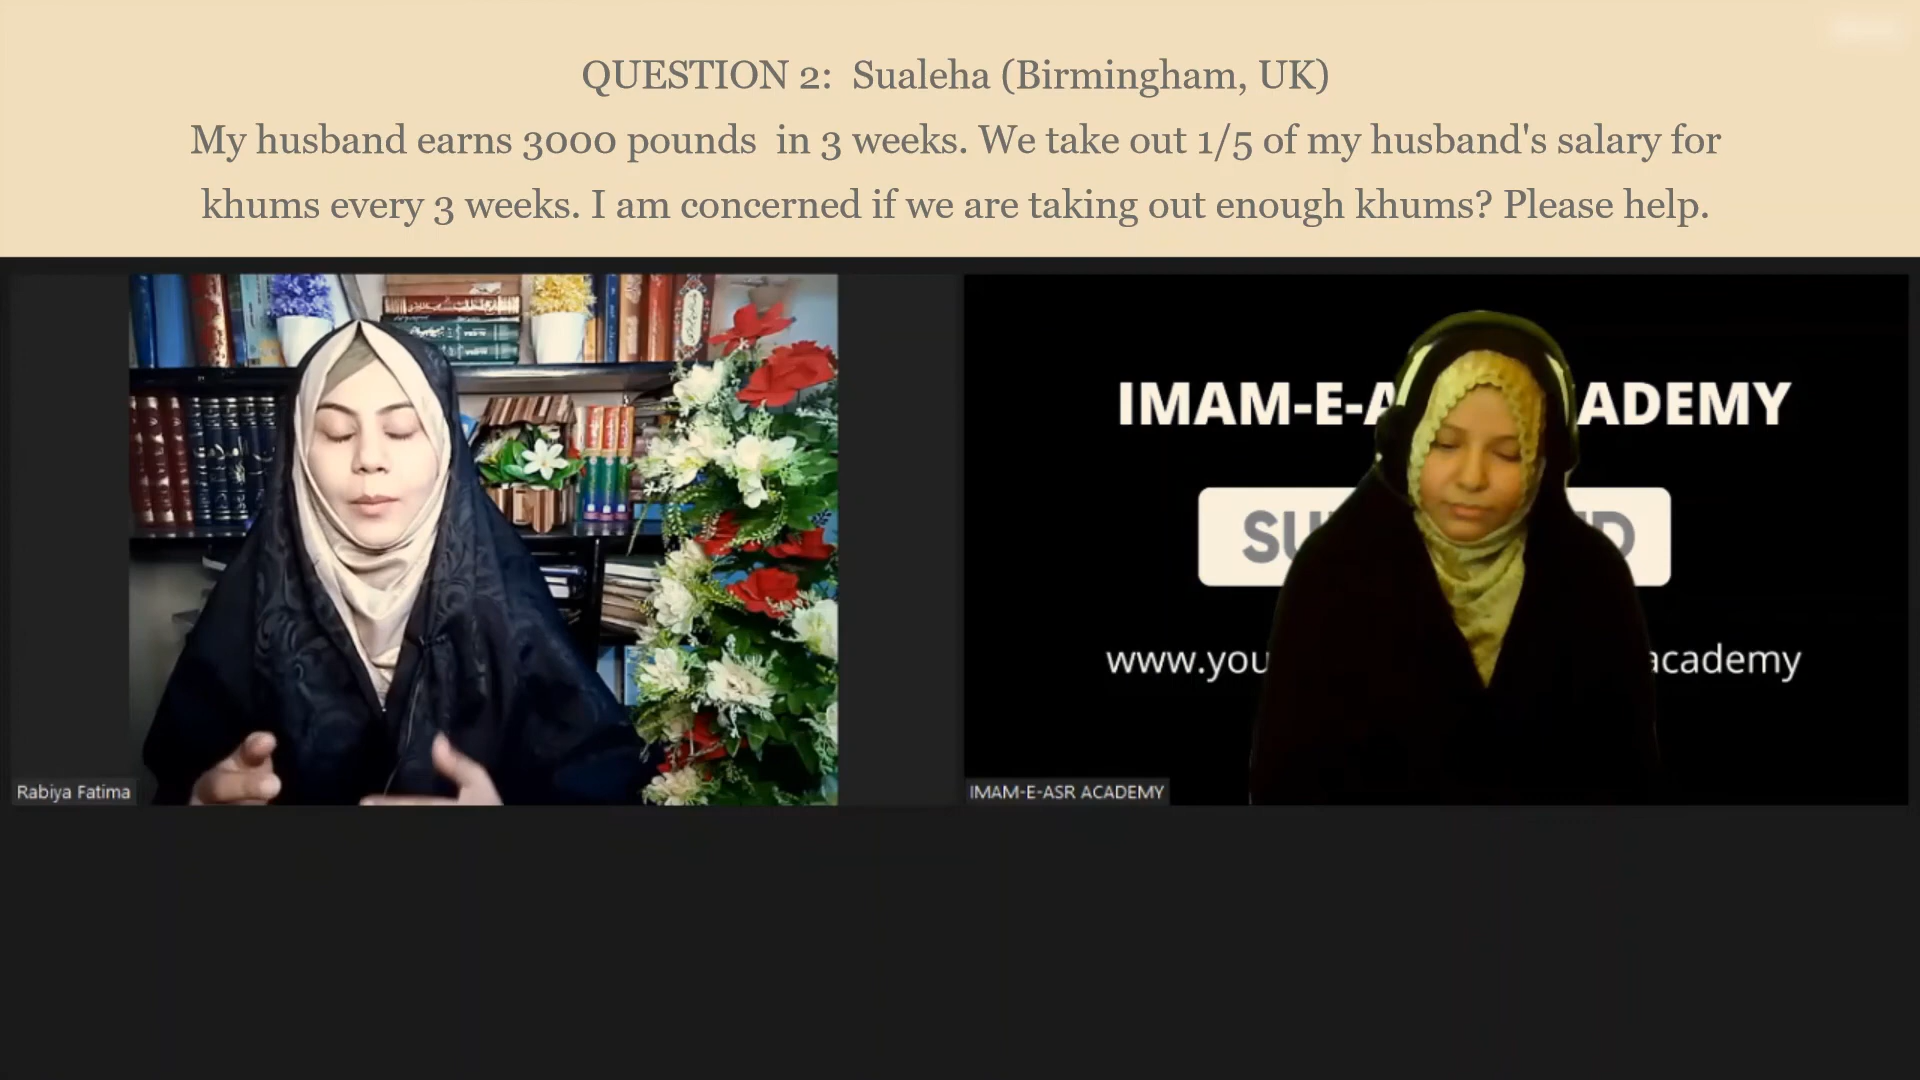 QUESTION 2: Sualeha (Birmingham, UK)
My husband earns 3000 pounds in 3 weeks. We take out 1/5 of my husband's salary for
khums every 3 weeks. I am concerned if we are taking out enough khums? Please help.
IMAM-E-A ADEMY
SU D
www.you academy
Rabiya Fatima
IMAM-E-ASR ACADEMY